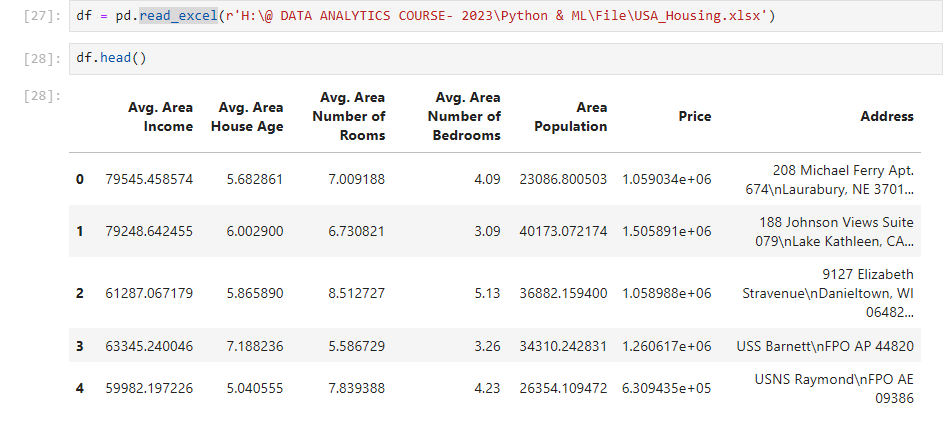 [27]: df = pd.read_excel(r'H:\@ DATA ANALYTICS COURSE- 2023\Python & ML\File\USA_Housing.xlsx')
[28]: df.head()
[28]:
Avg. Area Income Avg. Area House Age Avg. Area Number of Rooms Avg. Area Number of Bedrooms Area Population Price Address
0 79545.458574 5.682861 7.009188 4.09 23086.800503 1.059034e+06 208 Michael Ferry Apt. 674\nLaurabury, NE 3701...
1 79248.642455 6.002900 6.730821 3.09 40173.072174 1.505891e+06 188 Johnson Views Suite 079\nLake Kathleen, CA...
2 61287.067179 5.865890 8.512727 5.13 36882.159400 1.058988e+06 9127 Elizabeth Stravenue\nDanieltown, WI 06482...
3 63345.240046 7.188236 5.586729 3.26 34310.242831 1.260617e+06 USS Barnett\nFPO AP 44820
4 59982.197226 5.040555 7.839388 4.23 26354.109472 6.309435e+05 USNS Raymond\nFPO AE 09386